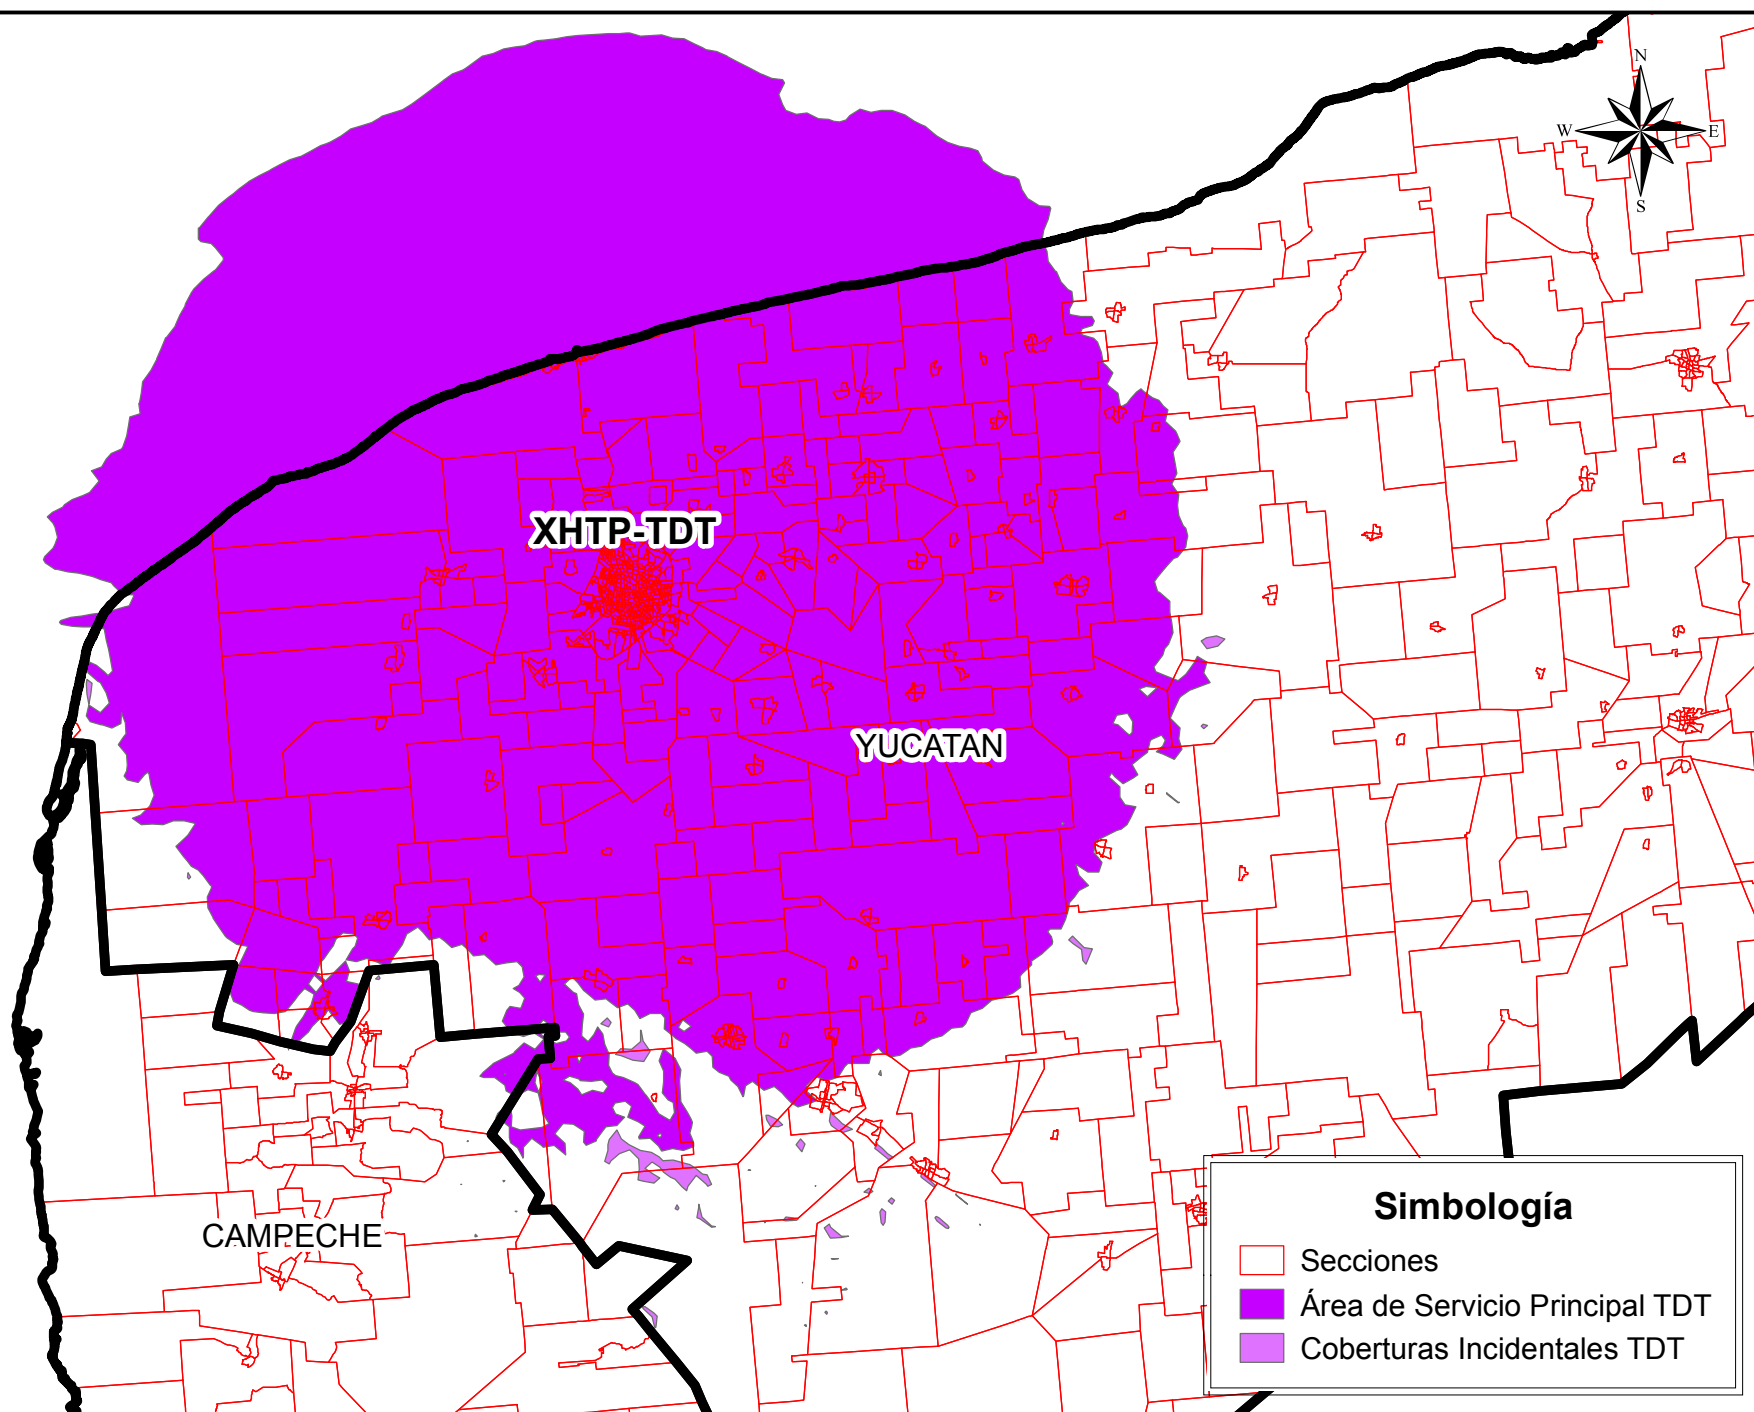 N
W E
S
XHTP-TDT
YUCATAN
CAMPECHE
Simbología
Secciones
Área de Servicio Principal TDT
Coberturas Incidentales TDT